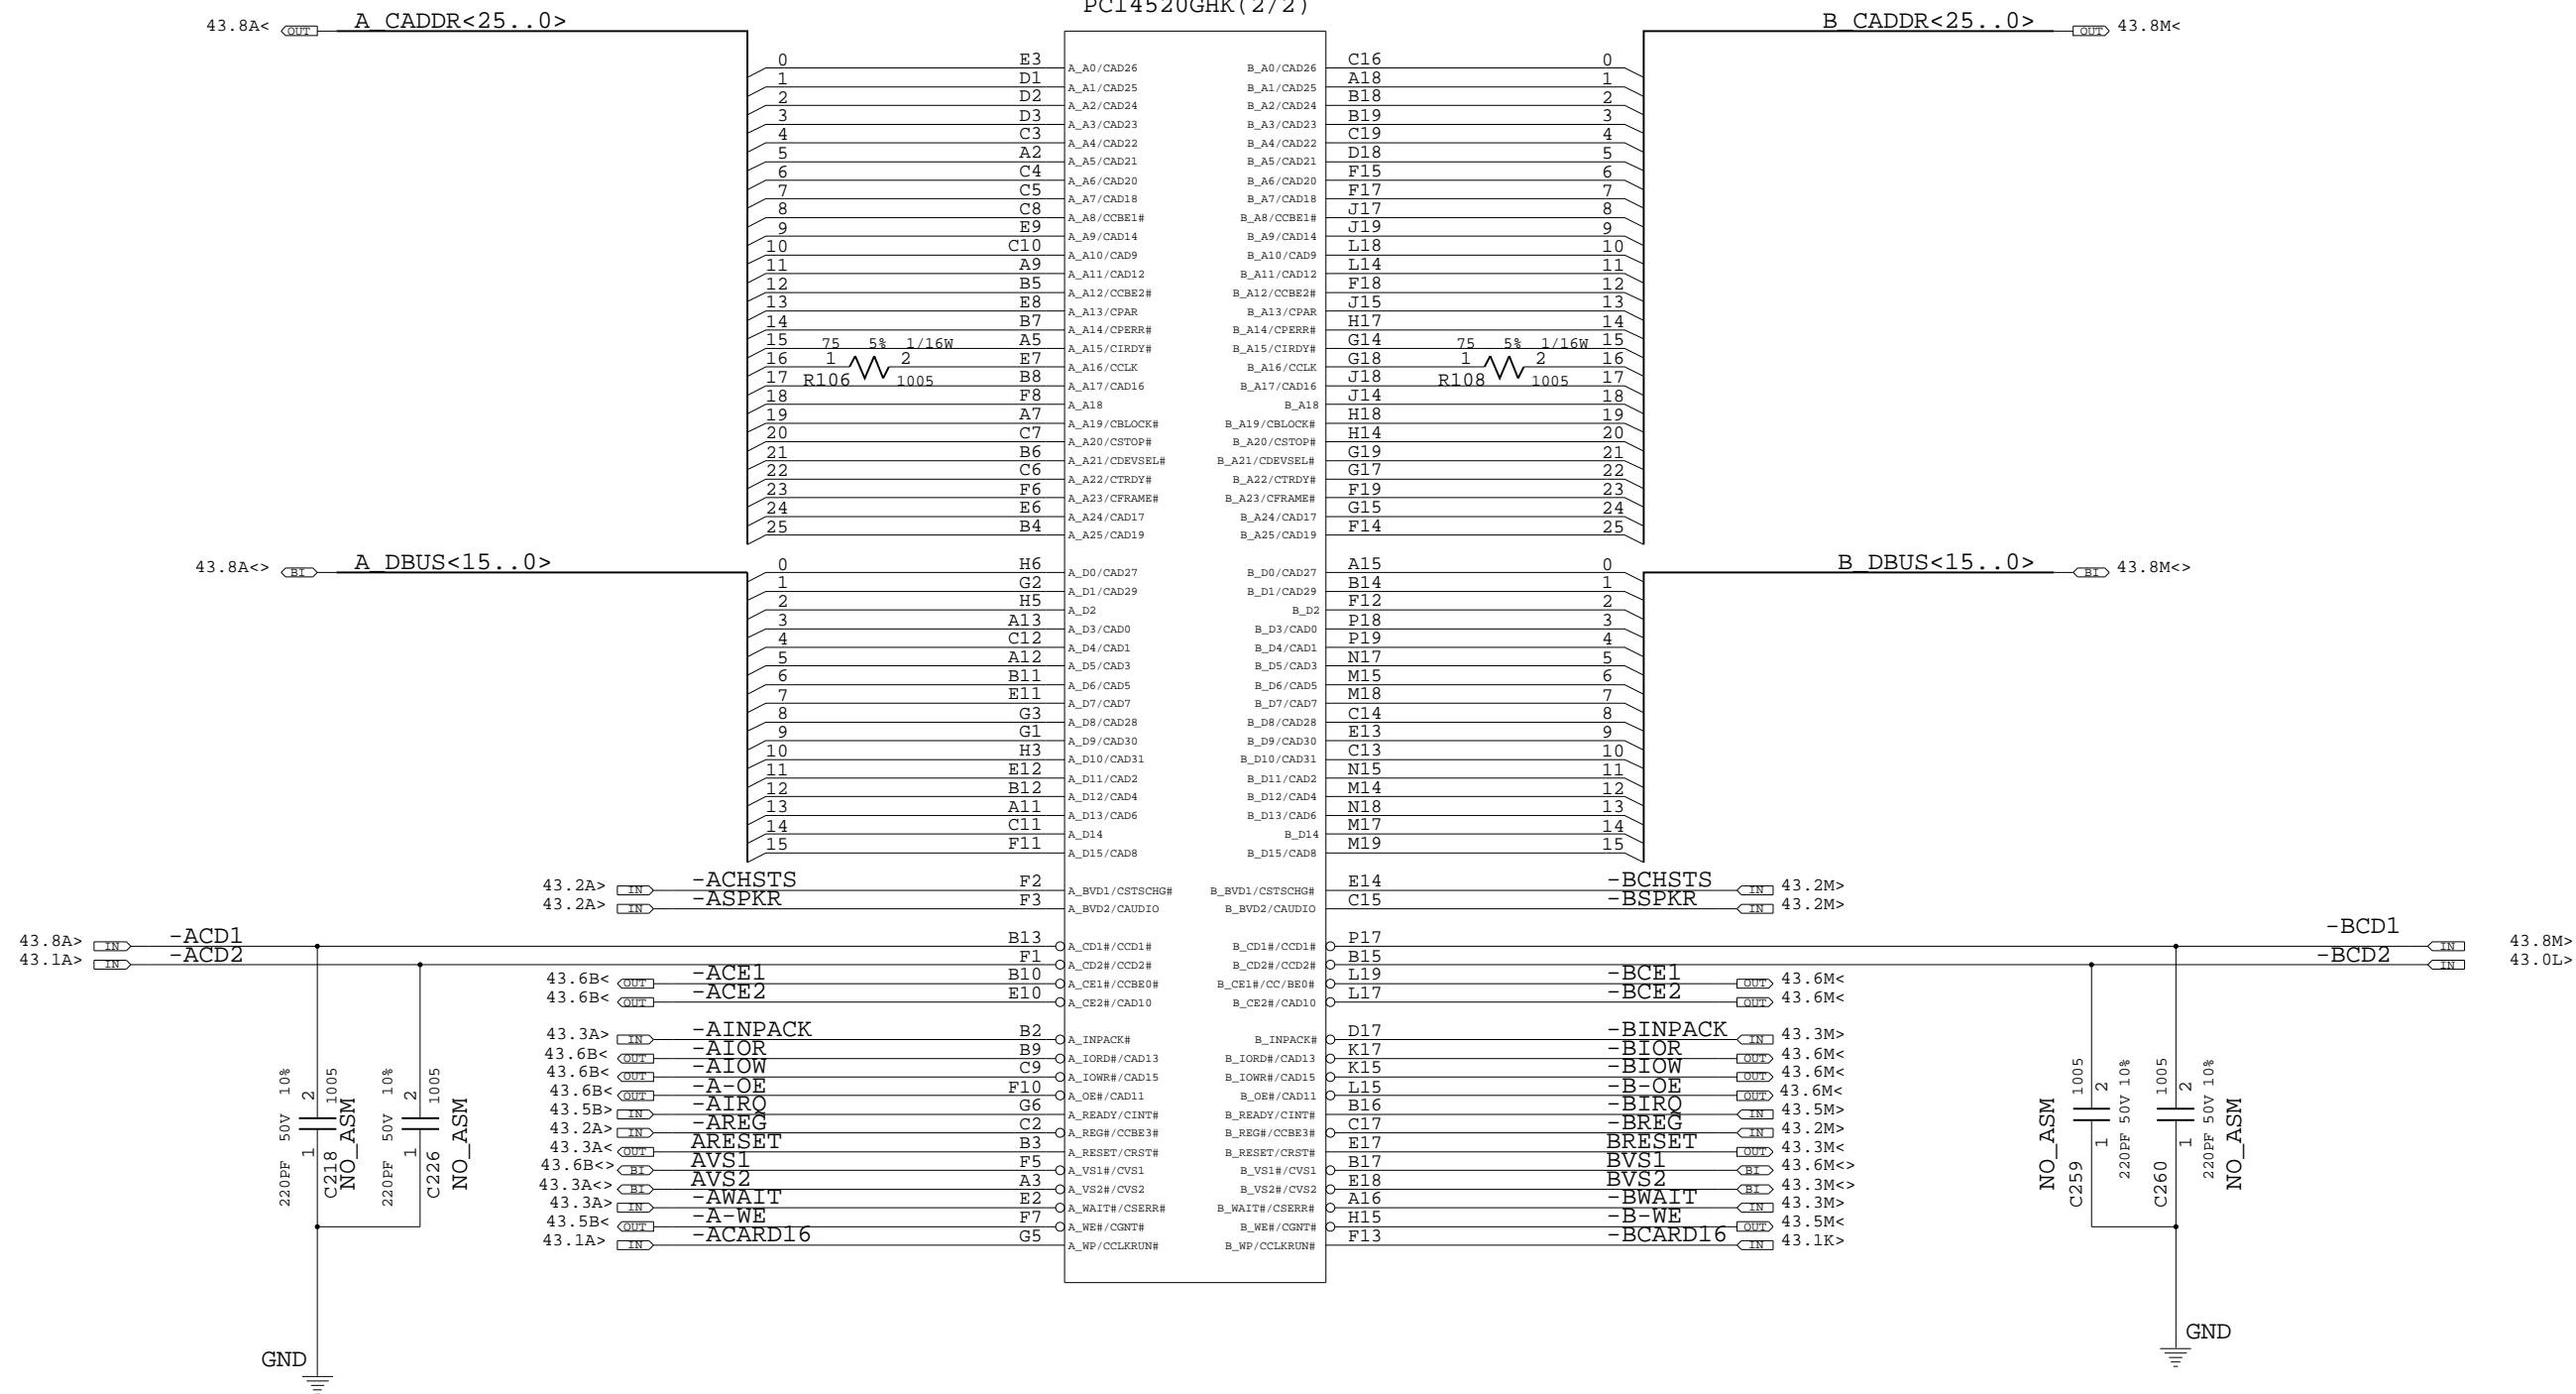 PCI4520GHK(2/2)
43.8A< OUT A_CADDR<25..0>
B_CADDR<25..0> OUT 43.8M<
0 E3 A_A0/CAD26 B_A0/CAD26 C16 0
1 D1 A_A1/CAD25 B_A1/CAD25 A18 1
2 D2 A_A2/CAD24 B_A2/CAD24 B18 2
3 D3 A_A3/CAD23 B_A3/CAD23 B19 3
4 C3 A_A4/CAD22 B_A4/CAD22 C19 4
5 A2 A_A5/CAD21 B_A5/CAD21 D18 5
6 C4 A_A6/CAD20 B_A6/CAD20 F15 6
7 C5 A_A7/CAD18 B_A7/CAD18 F17 7
8 C8 A_A8/CCBE1# B_A8/CCBE1# J17 8
9 E9 A_A9/CAD14 B_A9/CAD14 J19 9
10 C10 A_A10/CAD9 B_A10/CAD9 L18 10
11 A9 A_A11/CAD12 B_A11/CAD12 L14 11
12 B5 A_A12/CCBE2# B_A12/CCBE2# F18 12
13 E8 A_A13/CPAR B_A13/CPAR J15 13
14 B7 A_A14/CPERR# B_A14/CPERR# H17 14
15 75 5% 1/16W A5 A_A15/CIRDY# B_A15/CIRDY# G14 75 5% 1/16W 15
16 1 2 E7 A_A16/CCLK B_A16/CCLK G18 1 2 16
17 R106 1005 B8 A_A17/CAD16 B_A17/CAD16 J18 R108 1005 17
18 F8 A_A18 B_A18 J14 18
19 A7 A_A19/CBLOCK# B_A19/CBLOCK# H18 19
20 C7 A_A20/CSTOP# B_A20/CSTOP# H14 20
21 B6 A_A21/CDEVSEL# B_A21/CDEVSEL# G19 21
22 C6 A_A22/CTRDY# B_A22/CTRDY# G17 22
23 F6 A_A23/CFRAME# B_A23/CFRAME# F19 23
24 E6 A_A24/CAD17 B_A24/CAD17 G15 24
25 B4 A_A25/CAD19 B_A25/CAD19 F14 25
43.8A<> BI A_DBUS<15..0>
B_DBUS<15..0> BI 43.8M<>
0 H6 A_D0/CAD27 B_D0/CAD27 A15 0
1 G2 A_D1/CAD29 B_D1/CAD29 B14 1
2 H5 A_D2 B_D2 F12 2
3 A13 A_D3/CAD0 B_D3/CAD0 P18 3
4 C12 A_D4/CAD1 B_D4/CAD1 P19 4
5 A12 A_D5/CAD3 B_D5/CAD3 N17 5
6 B11 A_D6/CAD5 B_D6/CAD5 M15 6
7 E11 A_D7/CAD7 B_D7/CAD7 M18 7
8 G3 A_D8/CAD28 B_D8/CAD28 C14 8
9 G1 A_D9/CAD30 B_D9/CAD30 E13 9
10 H3 A_D10/CAD31 B_D10/CAD31 C13 10
11 E12 A_D11/CAD2 B_D11/CAD2 N15 11
12 B12 A_D12/CAD4 B_D12/CAD4 M14 12
13 A11 A_D13/CAD6 B_D13/CAD6 N18 13
14 C11 A_D14 B_D14 M17 14
15 F11 A_D15/CAD8 B_D15/CAD8 M19 15
43.2A> IN -ACHSTS F2 A_BVD1/CSTSCHG# B_BVD1/CSTSCHG# E14 -BCHSTS IN 43.2M>
43.2A> IN -ASPKR F3 A_BVD2/CAUDIO B_BVD2/CAUDIO C15 -BSPKR IN 43.2M>
43.8A> IN -ACD1 B13 A_CD1#/CCD1# B_CD1#/CCD1# P17 -BCD1 IN 43.8M>
43.1A> IN -ACD2 F1 A_CD2#/CCD2# B_CD2#/CCD2# B15 -BCD2 IN 43.0L>
43.6B< OUT -ACE1 B10 A_CE1#/CCBE0# B_CE1#/CC/BE0# L19 -BCE1 OUT 43.6M<
43.6B< OUT -ACE2 E10 A_CE2#/CAD10 B_CE2#/CAD10 L17 -BCE2 OUT 43.6M<
43.3A> IN -AINPACK B2 A_INPACK# B_INPACK# D17 -BINPACK IN 43.3M>
43.6B< OUT -AIOR B9 A_IORD#/CAD13 B_IORD#/CAD13 K17 -BIOR OUT 43.6M<
43.6B< OUT -AIOW C9 A_IOWR#/CAD15 B_IOWR#/CAD15 K15 -BIOW OUT 43.6M<
43.6B< OUT -A-OE F10 A_OE#/CAD11 B_OE#/CAD11 L15 -B-OE OUT 43.6M<
43.5B> IN -AIRQ G6 A_READY/CINT# B_READY/CINT# B16 -BIRQ IN 43.5M>
43.2A> IN -AREG C2 A_REG#/CCBE3# B_REG#/CCBE3# C17 -BREG IN 43.2M>
43.3A< OUT ARESET B3 A_RESET/CRST# B_RESET/CRST# E17 BRESET OUT 43.3M<
43.6B<> BI AVS1 F5 A_VS1#/CVS1 B_VS1#/CVS1 B17 BVS1 BI 43.6M<>
43.3A<> BI AVS2 A3 A_VS2#/CVS2 B_VS2#/CVS2 E18 BVS2 BI 43.3M<>
43.3A> IN -AWAIT E2 A_WAIT#/CSERR# B_WAIT#/CSERR# A16 -BWAIT IN 43.3M>
43.5B< OUT -A-WE F7 A_WE#/CGNT# B_WE#/CGNT# H15 -B-WE OUT 43.5M<
43.1A> IN -ACARD16 G5 A_WP/CCLKRUN# B_WP/CCLKRUN# F13 -BCARD16 IN 43.1K>
220PF 50V 10%
1 2
C218 1005
NO_ASM
220PF 50V 10%
1 2
C226 1005
NO_ASM
NO_ASM
C259 1005
1 2
220PF 50V 10%
C260 1005
1 2
220PF 50V 10%
NO_ASM
GND
GND